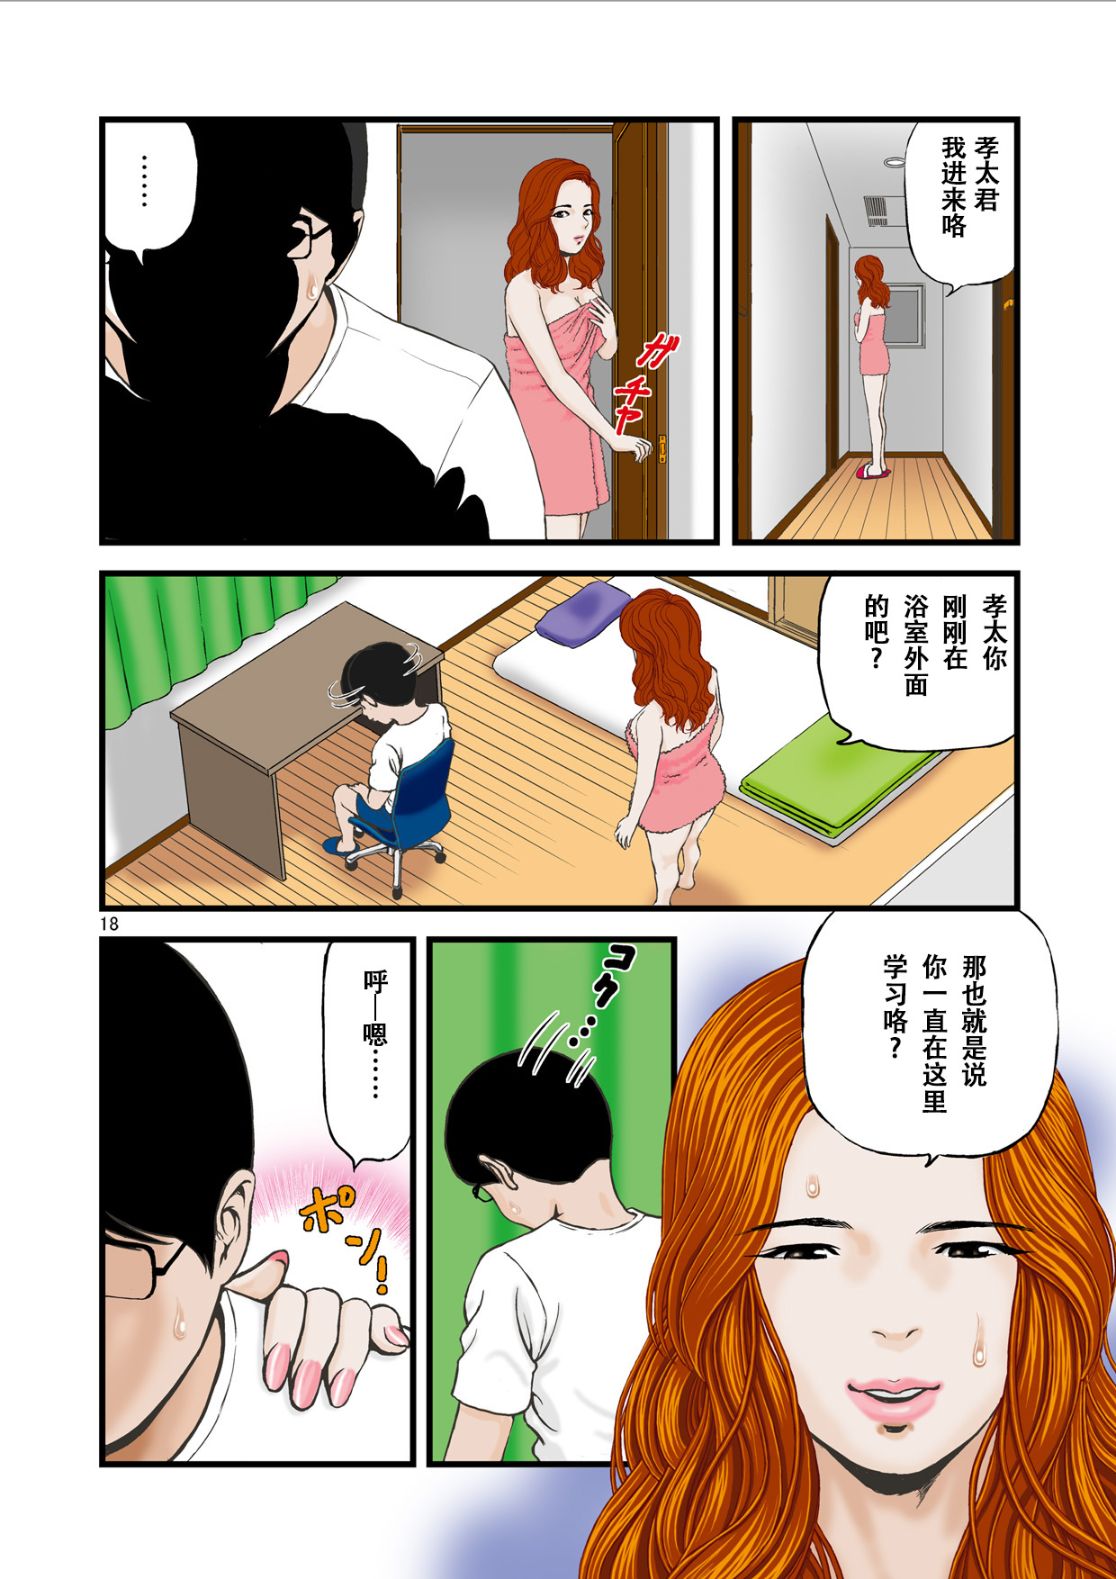 孝太君
我进来咯
ガチャ
……
孝太你
刚刚在
浴室外面
的吧？
那也就是说
你一直在这里
学习咯？
コク…
呼—嗯……
ポン！
18